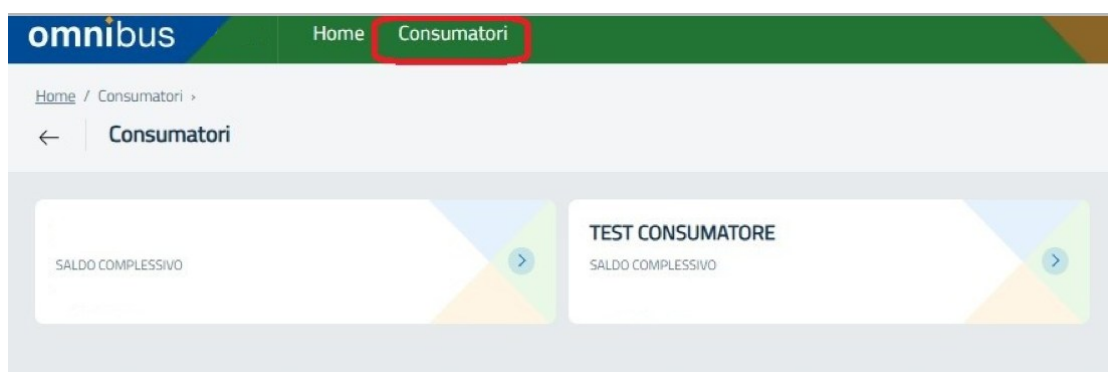 omnibus Home Consumatori
Home / Consumatori ›
← Consumatori
SALDO COMPLESSIVO
TEST CONSUMATORE
SALDO COMPLESSIVO